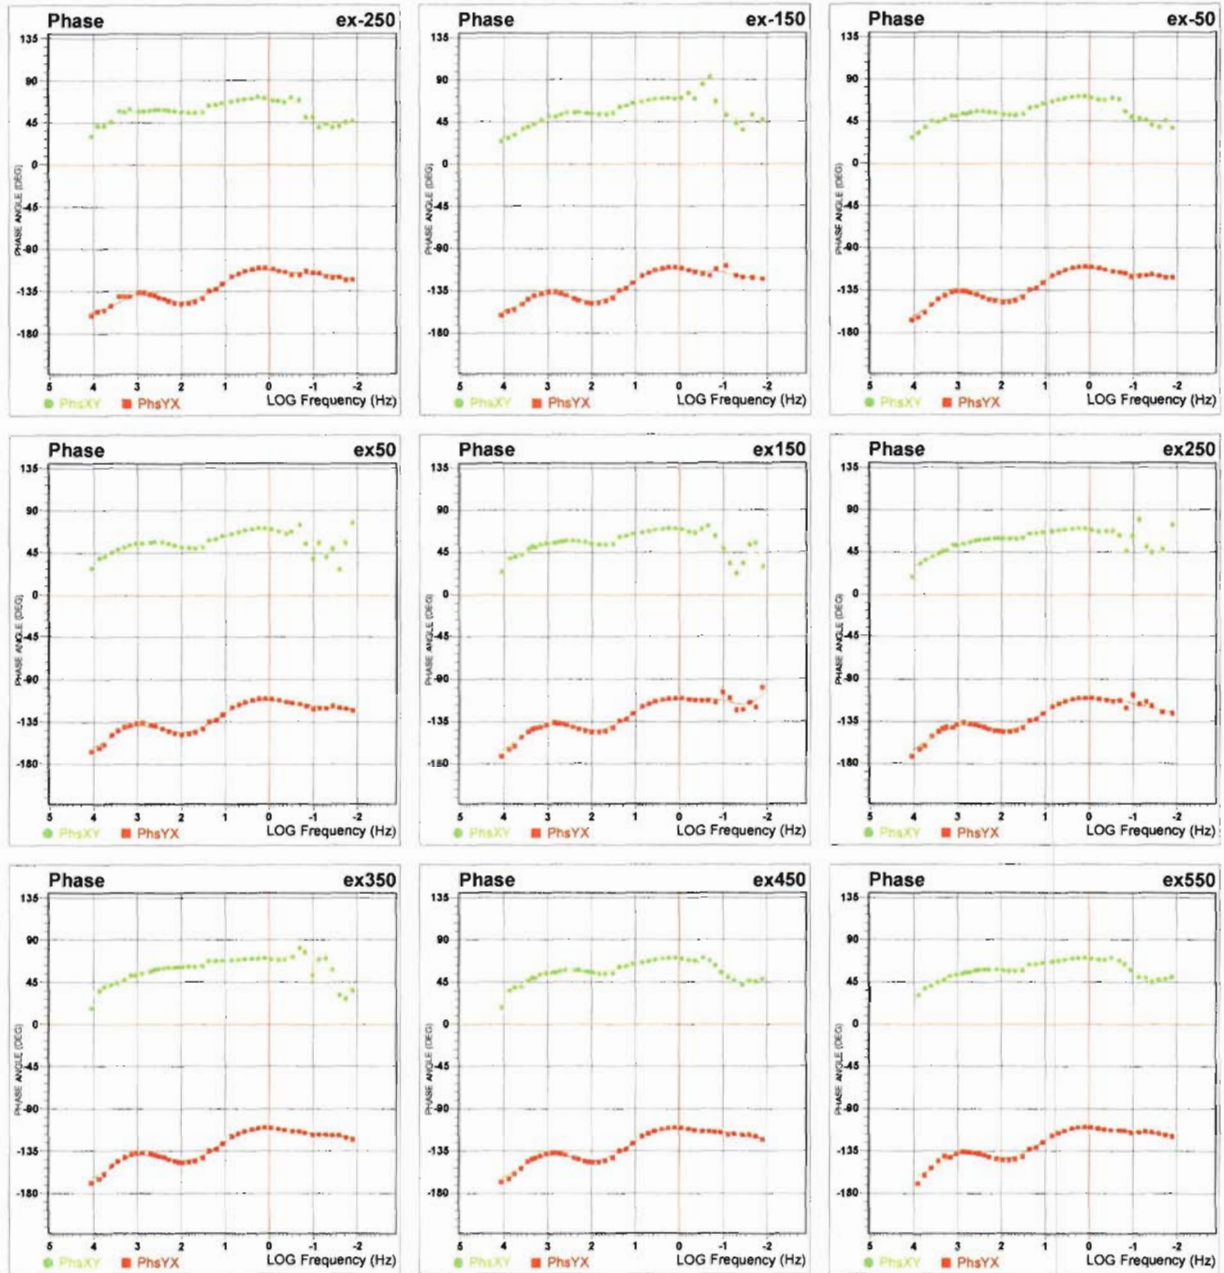 Phase ex-250
135
90
45
0
-45
-90
-135
-180
PHASE ANGLE (DEG)
5 4 3 2 1 0 -1 -2
PhsXY PhsYX LOG Frequency (Hz)
Phase ex-150
135
90
45
0
-45
-90
-135
-180
PHASE ANGLE (DEG)
5 4 3 2 1 0 -1 -2
PhsXY PhsYX LOG Frequency (Hz)
Phase ex-50
135
90
45
0
-45
-90
-135
-180
PHASE ANGLE (DEG)
5 4 3 2 1 0 -1 -2
PhsXY PhsYX LOG Frequency (Hz)
Phase ex50
135
90
45
0
-45
-90
-135
-180
PHASE ANGLE (DEG)
5 4 3 2 1 0 -1 -2
PhsXY PhsYX LOG Frequency (Hz)
Phase ex150
135
90
45
0
-45
-90
-135
-180
PHASE ANGLE (DEG)
5 4 3 2 1 0 -1 -2
PhsXY PhsYX LOG Frequency (Hz)
Phase ex250
135
90
45
0
-45
-90
-135
-180
PHASE ANGLE (DEG)
5 4 3 2 1 0 -1 -2
PhsXY PhsYX LOG Frequency (Hz)
Phase ex350
135
90
45
0
-45
-90
-135
-180
PHASE ANGLE (DEG)
5 4 3 2 1 0 -1 -2
PhsXY PhsYX LOG Frequency (Hz)
Phase ex450
135
90
45
0
-45
-90
-135
-180
PHASE ANGLE (DEG)
5 4 3 2 1 0 -1 -2
PhsXY PhsYX LOG Frequency (Hz)
Phase ex550
135
90
45
0
-45
-90
-135
-180
PHASE ANGLE (DEG)
5 4 3 2 1 0 -1 -2
PhsXY PhsYX LOG Frequency (Hz)